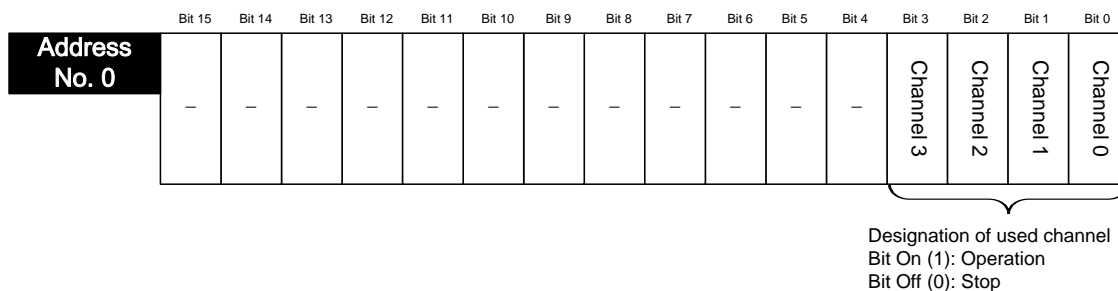 Bit 15 Bit 14 Bit 13 Bit 12 Bit 11 Bit 10 Bit 9 Bit 8 Bit 7 Bit 6 Bit 5 Bit 4 Bit 3 Bit 2 Bit 1 Bit 0
Address
No. 0
– – – – – – – – – – – – Channel 3 Channel 2 Channel 1 Channel 0
Designation of used channel
Bit On (1): Operation
Bit Off (0): Stop